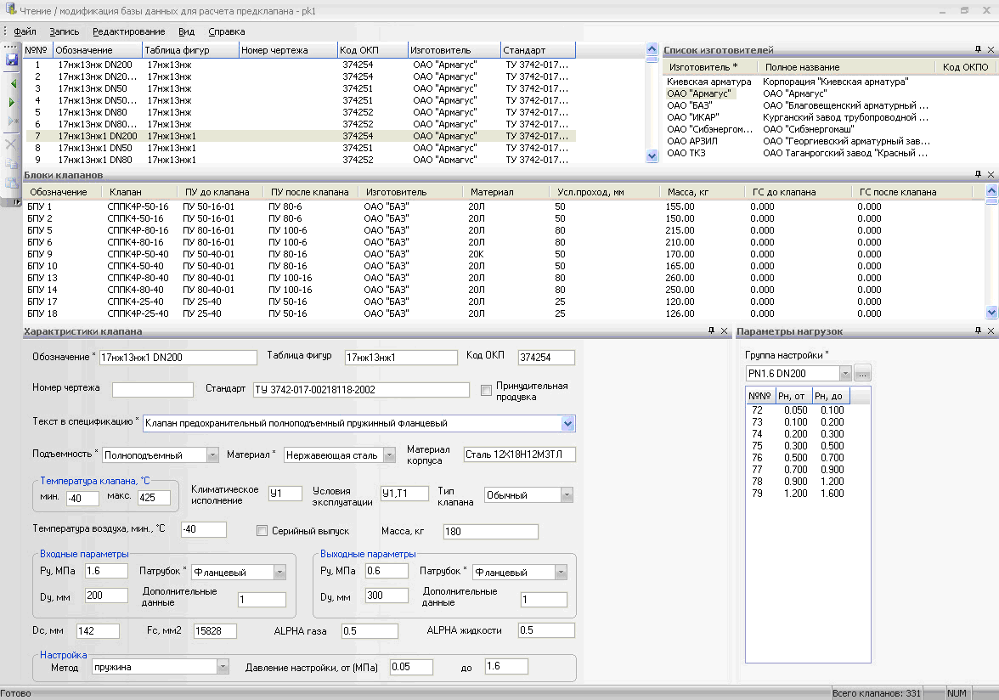 Чтение / модификация базы данных для расчета предклапана - pk1
Файл Запись Редактирование Вид Справка
№№ Обозначение Таблица фигур Номер чертежа Код ОКП Изготовитель Стандарт
1 17нж13нж DN200 17нж13нж 374254 ОАО "Армагус" ТУ 3742-017...
2 17нж13нж DN20... 17нж13нж 374254 ОАО "Армагус" ТУ 3742-017...
3 17нж13нж DN50 17нж13нж 374251 ОАО "Армагус" ТУ 3742-017...
4 17нж13нж DN50... 17нж13нж 374251 ОАО "Армагус" ТУ 3742-017...
5 17нж13нж DN80 17нж13нж 374252 ОАО "Армагус" ТУ 3742-017...
6 17нж13нж DN80... 17нж13нж 374252 ОАО "Армагус" ТУ 3742-017...
7 17нж13нж1 DN200 17нж13нж1 374254 ОАО "Армагус" ТУ 3742-017...
8 17нж13нж1 DN50 17нж13нж1 374251 ОАО "Армагус" ТУ 3742-017...
9 17нж13нж1 DN80 17нж13нж1 374252 ОАО "Армагус" ТУ 3742-017...
Список изготовителей
Изготовитель * Полное название Код ОКПО
Киевская арматура Корпорация "Киевская арматура"
ОАО "Армагус" ОАО "Армагус"
ОАО "БАЗ" ОАО "Благовещенский арматурный ...
ОАО "ИКАР" Курганский завод трубопроводной ...
ОАО "Сибэнергом... ОАО "Сибэнергомаш"
ОАО АРЗИЛ ОАО "Георгиевский арматурный зав...
ОАО ТКЗ ОАО Таганрогский завод "Красный ...
Блоки клапанов
Обозначение Клапан ПУ до клапана ПУ после клапана Изготовитель Материал Усл.проход, мм Масса, кг ГС до клапана ГС после клапана
БПУ 1 СППК4Р-50-16 ПУ 50-16-01 ПУ 80-6 ОАО "БАЗ" 20Л 50 155.00 0.000 0.000
БПУ 2 СППК4-50-16 ПУ 50-16-01 ПУ 80-6 ОАО "БАЗ" 20Л 50 150.00 0.000 0.000
БПУ 5 СППК4Р-80-16 ПУ 80-16-01 ПУ 100-6 ОАО "БАЗ" 20Л 80 215.00 0.000 0.000
БПУ 6 СППК4-80-16 ПУ 80-16-01 ПУ 100-6 ОАО "БАЗ" 20Л 80 210.00 0.000 0.000
БПУ 9 СППК4Р-50-40 ПУ 50-40-01 ПУ 80-16 ОАО "БАЗ" 20К 50 170.00 0.000 0.000
БПУ 10 СППК4-50-40 ПУ 50-40-01 ПУ 80-16 ОАО "БАЗ" 20Л 50 165.00 0.000 0.000
БПУ 13 СППК4Р-80-40 ПУ 80-40-01 ПУ 100-16 ОАО "БАЗ" 20Л 80 260.00 0.000 0.000
БПУ 14 СППК4-80-40 ПУ 80-40-01 ПУ 100-16 ОАО "БАЗ" 20Л 80 250.00 0.000 0.000
БПУ 17 СППК4-25-40 ПУ 25-40 ПУ 50-16 ОАО "БАЗ" 20Л 25 120.00 0.000 0.000
БПУ 18 СППК4Р-25-40 ПУ 25-40 ПУ 50-16 ОАО "БАЗ" 20Л 25 126.00 0.000 0.000
Характристики клапана
Обозначение * 17нж13нж1 DN200 Таблица фигур 17нж13нж1 Код ОКП 374254
Номер чертежа Стандарт ТУ 3742-017-00218118-2002 Принудительная продувка
Текст в спецификацию * Клапан предохранительный полноподъемный пружинный фланцевый
Подъемность * Полноподъемный Материал * Нержавеющая сталь Материал корпуса Сталь 12Х18Н12М3ТЛ
Температура клапана, °С
мин. -40 макс. 425 Климатическое исполнение У1 Условия эксплуатации У1,Т1 Тип клапана Обычный
Температура воздуха, мин., °С -40 Серийный выпуск Масса, кг 180
Входные параметры Выходные параметры
Ру, МПа 1.6 Патрубок * Фланцевый Ру, МПа 0.6 Патрубок * Фланцевый
Dу, мм 200 Дополнительные данные 1 Dу, мм 300 Дополнительные данные 1
Dс, мм 142 Fс, мм2 15828 ALPHA газа 0.5 ALPHA жидкости 0.5
Настройка
Метод пружина Давление настройки, от (МПа) 0.05 до 1.6
Параметры нагрузок
Группа настройки *
PN1.6 DN200 ...
№№ Рн, от Рн, до
72 0.050 0.100
73 0.100 0.200
74 0.200 0.300
75 0.300 0.500
76 0.500 0.700
77 0.700 0.900
78 0.900 1.200
79 1.200 1.600
Готово Всего клапанов: 331 NUM